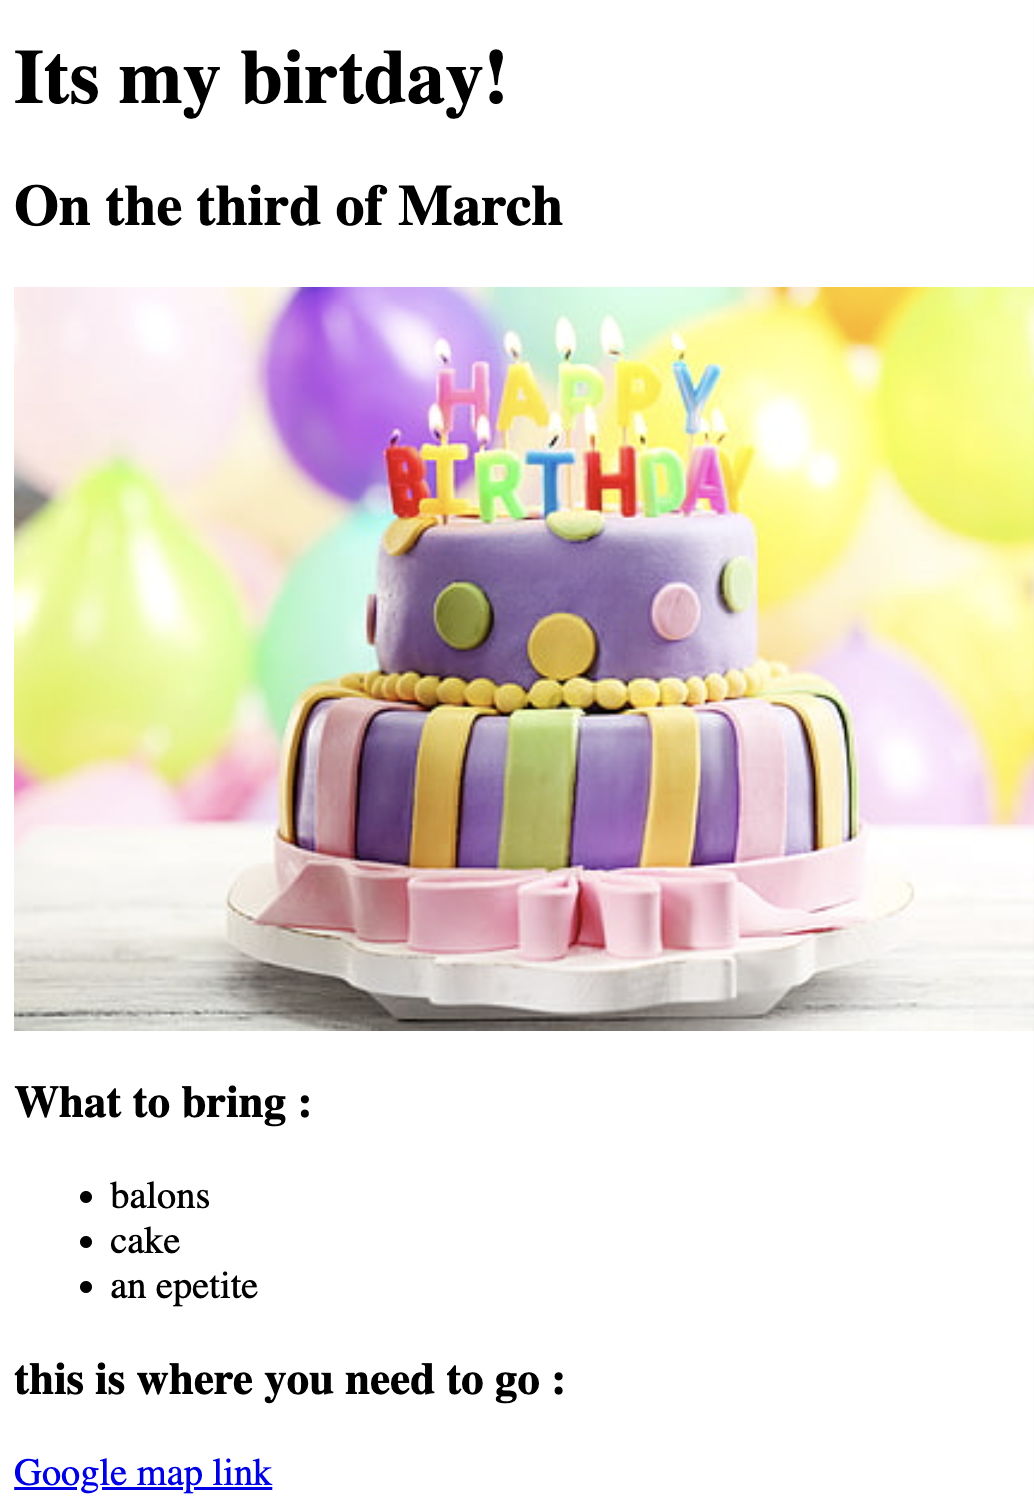 Its my birtday!
On the third of March
HAPPY
BIRTHDAY
What to bring :
balons
cake
an epetite
this is where you need to go :
Google map link